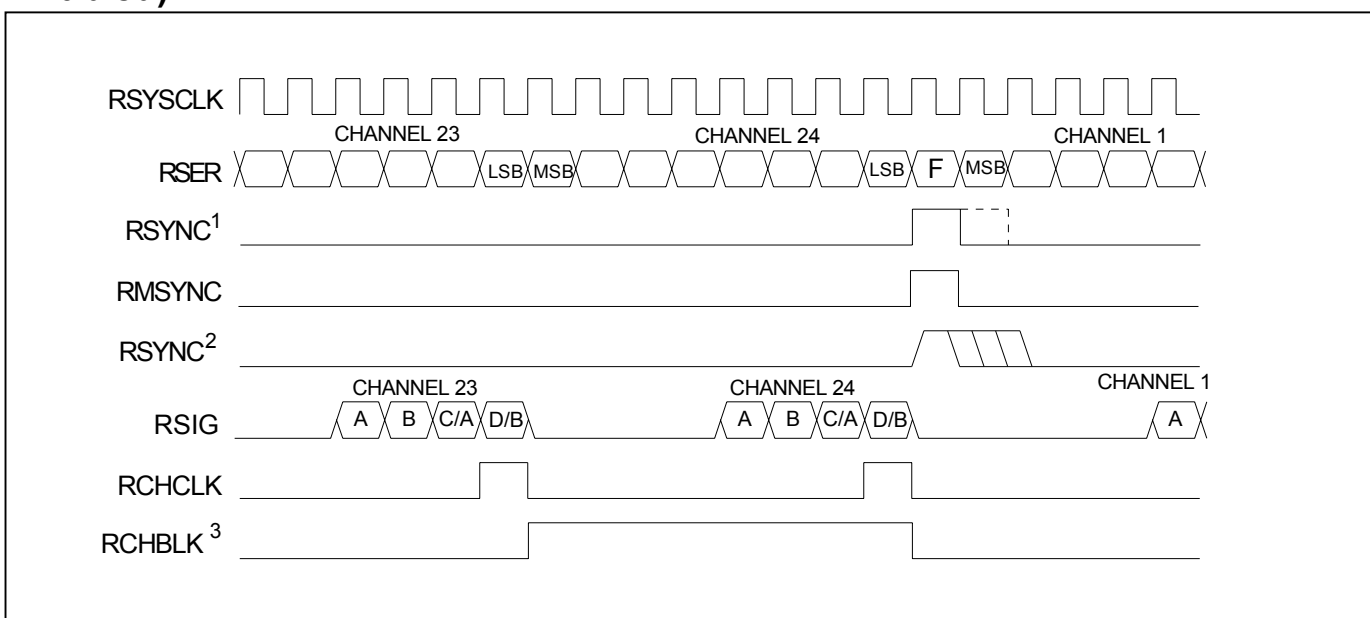 RSYSCLK
CHANNEL 23 CHANNEL 24 CHANNEL 1
RSER LSB MSB LSB F MSB
RSYNC1
RMSYNC
RSYNC2
CHANNEL 23 CHANNEL 24 CHANNEL 1
RSIG A B C/A D/B A B C/A D/B A
RCHCLK
RCHBLK 3